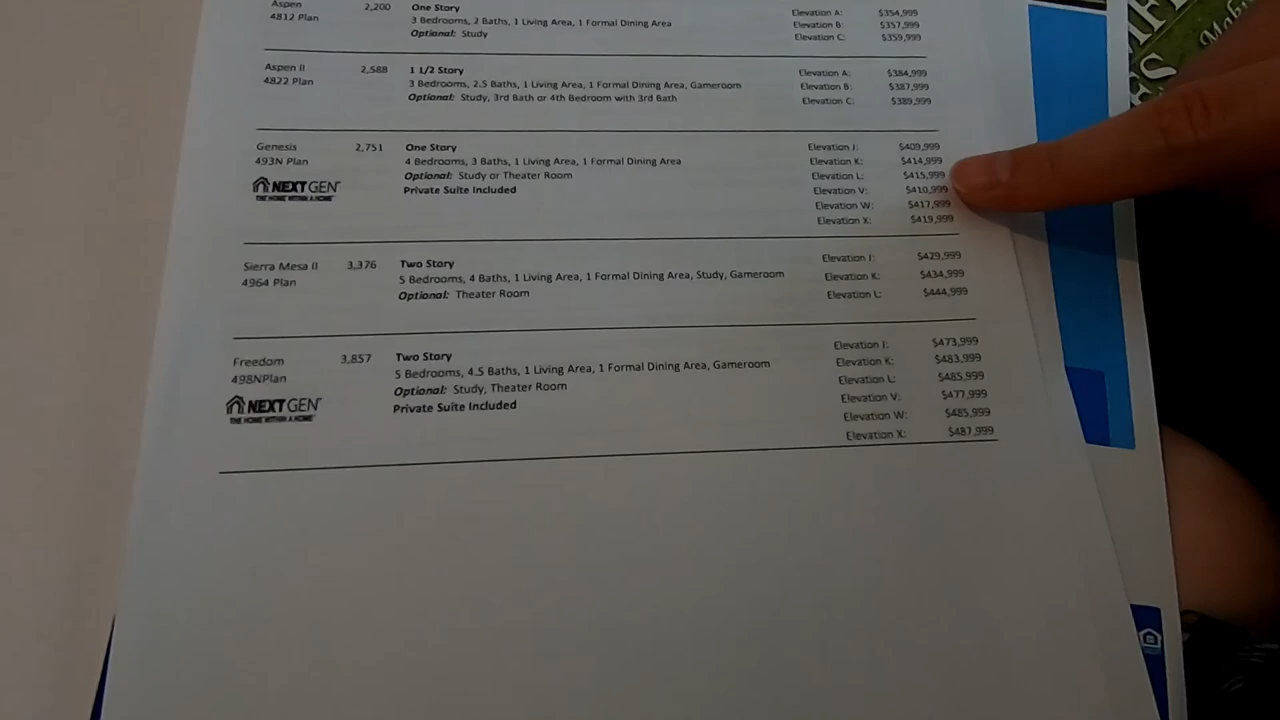 Aspen 2,200 One Story Elevation A: $354,999
4812 Plan 3 Bedrooms, 2 Baths, 1 Living Area, 1 Formal Dining Area Elevation B: $357,999
Optional: Study Elevation C: $359,999
Aspen II 2,588 1 1/2 Story Elevation A: $384,999
4822 Plan 3 Bedrooms, 2.5 Baths, 1 Living Area, 1 Formal Dining Area, Gameroom Elevation B: $387,999
Optional: Study, 3rd Bath or 4th Bedroom with 3rd Bath Elevation C: $389,999
Genesis 2,751 One Story Elevation J: $409,999
493N Plan 4 Bedrooms, 3 Baths, 1 Living Area, 1 Formal Dining Area Elevation K: $414,999
Optional: Study or Theater Room Elevation L: $415,999
NEXT GEN Private Suite Included Elevation V: $410,999
THE HOME WITHIN A HOME Elevation W: $417,999
Elevation X: $419,999
Sierra Mesa II 3,376 Two Story Elevation J: $429,999
4964 Plan 5 Bedrooms, 4 Baths, 1 Living Area, 1 Formal Dining Area, Study, Gameroom Elevation K: $434,999
Optional: Theater Room Elevation L: $444,999
Freedom 3,857 Two Story Elevation J: $473,999
498NPlan 5 Bedrooms, 4.5 Baths, 1 Living Area, 1 Formal Dining Area, Gameroom Elevation K: $483,999
Optional: Study, Theater Room Elevation L: $485,999
NEXT GEN Private Suite Included Elevation V: $477,999
THE HOME WITHIN A HOME Elevation W: $485,999
Elevation X: $487,999